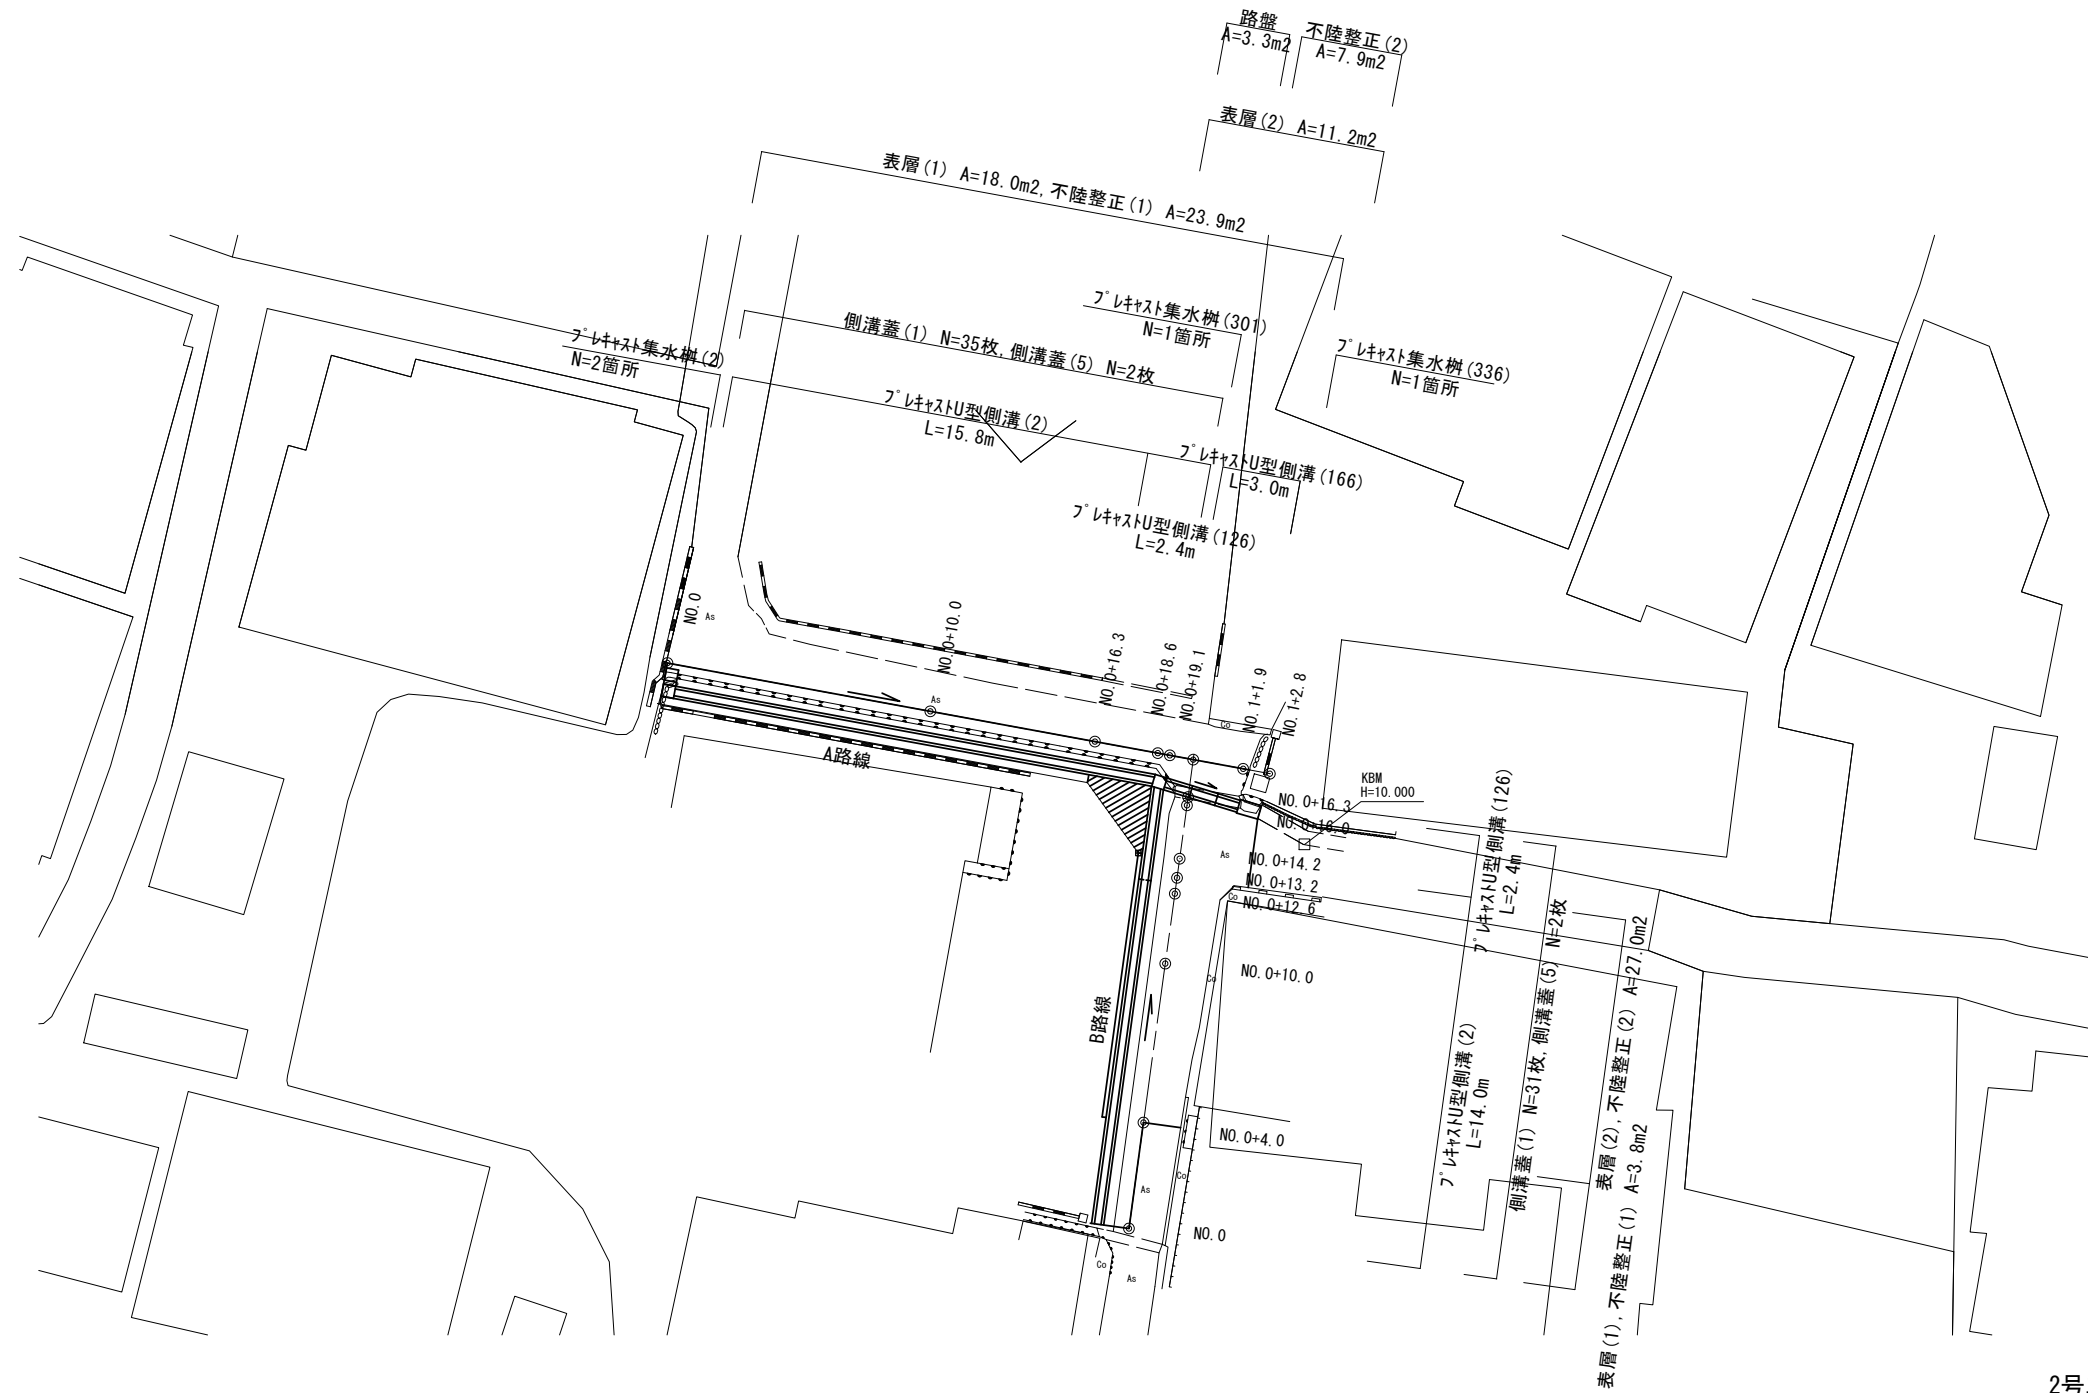 路盤
A=3.3m2
不陸整正(2)
A=7.9m2
表層(2) A=11.2m2
表層(1) A=18.0m2,不陸整正(1) A=23.9m2
プレキャスト集水桝(301)
N=1箇所
側溝蓋(1) N=35枚,側溝蓋(5) N=2枚
プレキャスト集水桝(2)
N=2箇所
プレキャスト集水桝(336)
N=1箇所
プレキャストU型側溝(2)
L=15.8m
プレキャストU型側溝(166)
L=3.0m
プレキャストU型側溝(126)
L=2.4m
NO.0
As
NO.0+10.0
NO.0+16.3
NO.0+18.6
NO.0+19.1
NO.1+1.9
NO.1+2.8
As
Co
A路線
KBM
H=10.000
NO.0+16.3
NO.0+16.0
As
NO.0+14.2
NO.0+13.2
Co
NO.0+12.6
Co
NO.0+10.0
B路線
プレキャストU型側溝(126)
L=2.4m
プレキャストU型側溝(2)
L=14.0m
側溝蓋(1) N=31枚,側溝蓋(5) N=2枚
表層(2),不陸整正(2) A=27.0m2
表層(1),不陸整正(1) A=3.8m2
NO.0+4.0
Co
As
NO.0
Co
As
2号